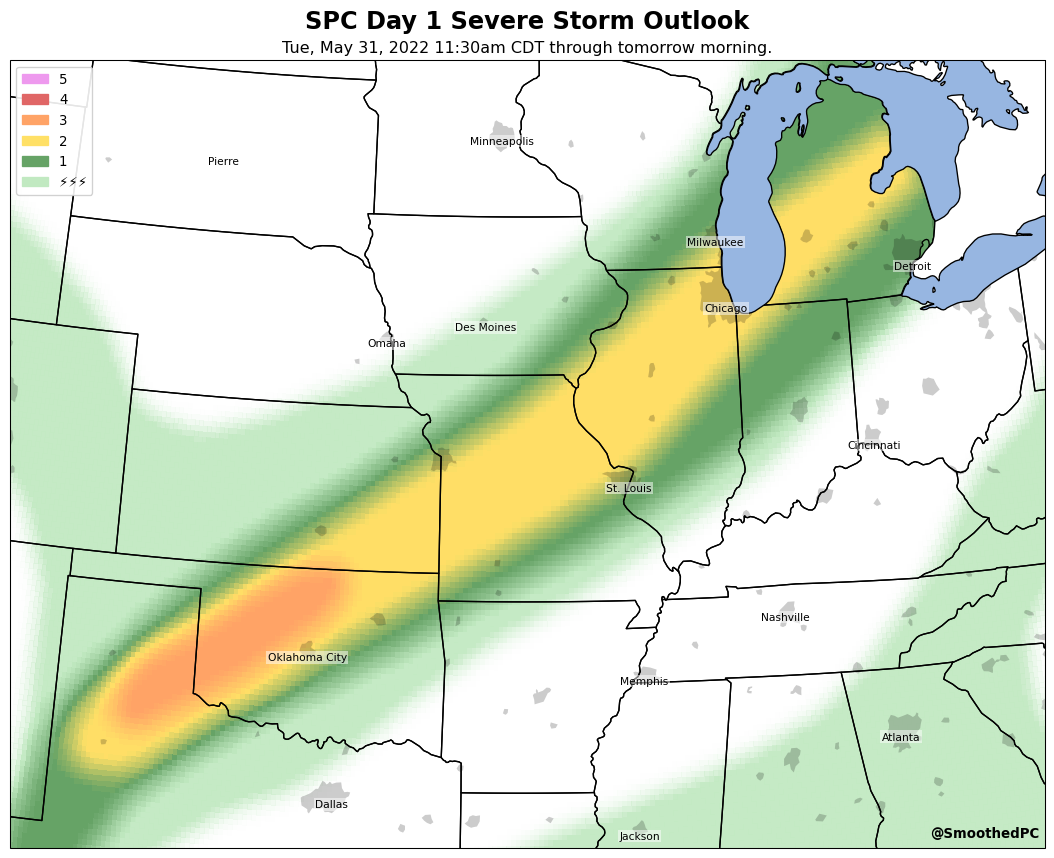 SPC Day 1 Severe Storm Outlook
Tue, May 31, 2022 11:30am CDT through tomorrow morning.
5
4
3
2
1
⚡⚡⚡
Minneapolis
Pierre
Milwaukee
Detroit
Chicago
Des Moines
Omaha
Cincinnati
St. Louis
Nashville
Oklahoma City
Memphis
Atlanta
Dallas
Jackson
@SmoothedPC